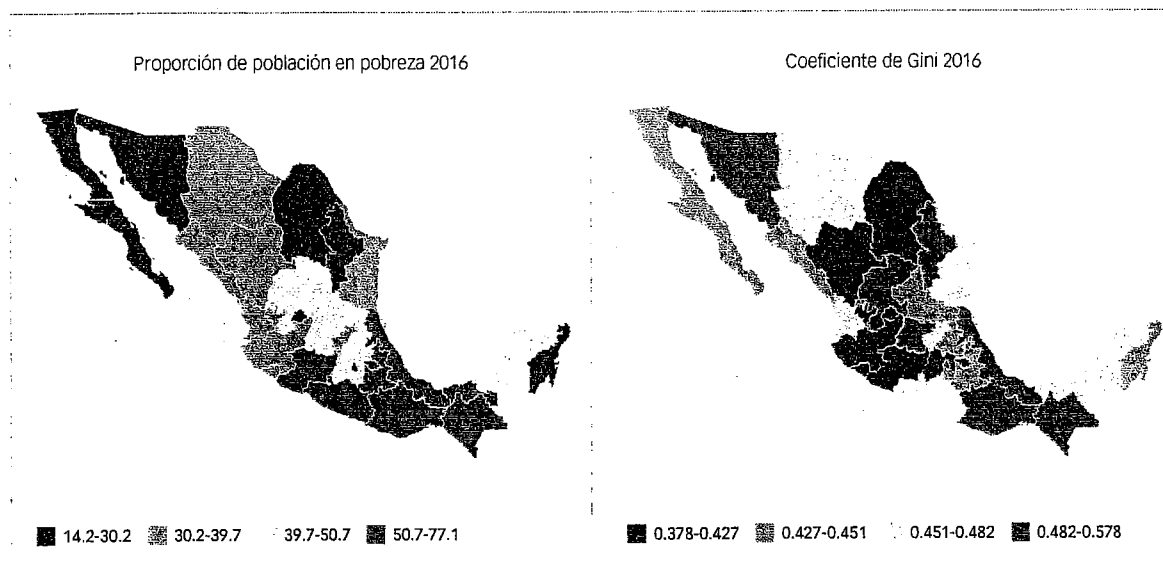 Proporción de población en pobreza 2016
Coeficiente de Gini 2016
14.2-30.2 30.2-39.7 39.7-50.7 50.7-77.1
0.378-0.427 0.427-0.451 0.451-0.482 0.482-0.578